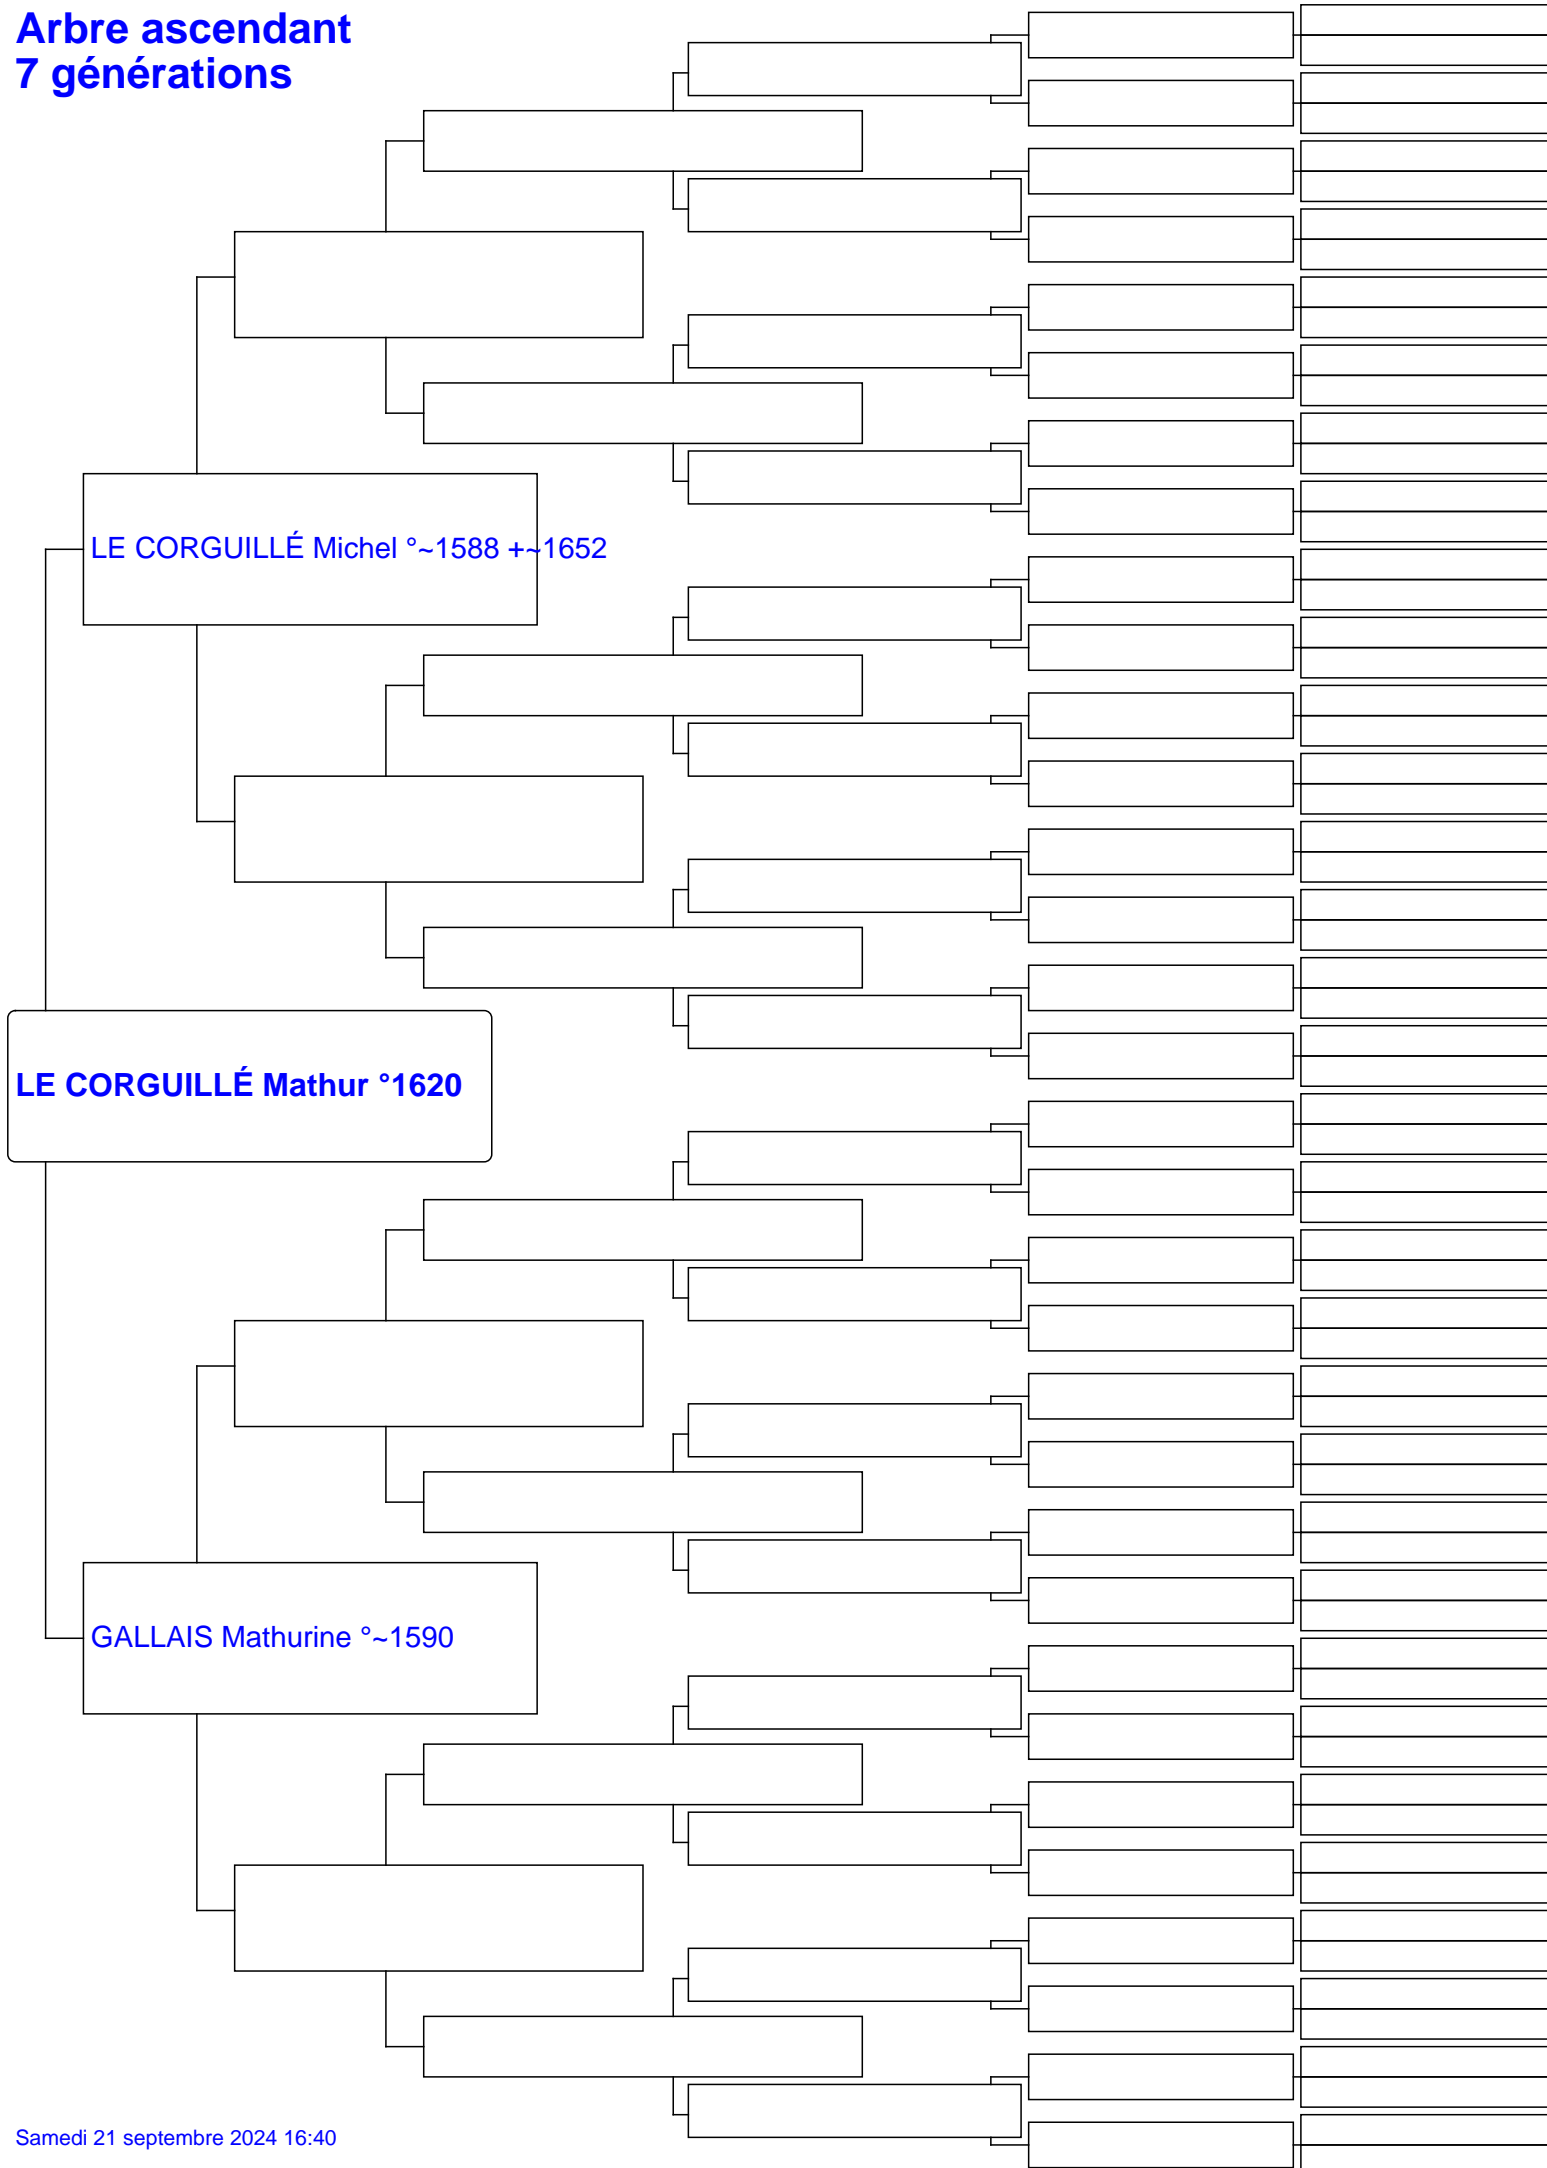 Arbre ascendant
7 générations
LE CORGUILLÉ Michel °~1588 +~1652
LE CORGUILLÉ Mathur °1620
GALLAIS Mathurine °~1590
Samedi 21 septembre 2024 16:40